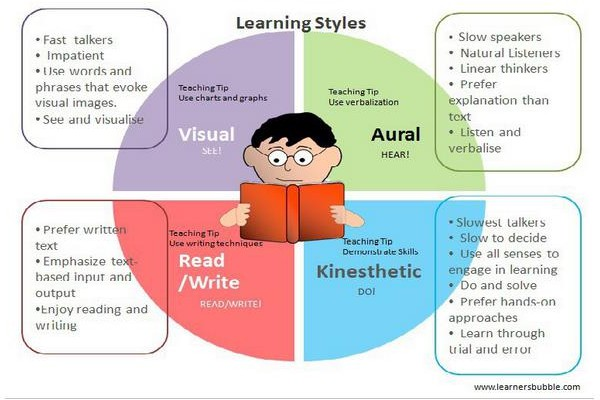 Learning Styles
• Fast talkers
• Impatient
• Use words and
phrases that evoke
visual images.
• See and visualise
Teaching Tip
Use charts and graphs
Visual
SEE!
Teaching Tip
Use verbalization
Aural
HEAR!
• Slow speakers
• Natural Listeners
• Linear thinkers
• Prefer
explanation than
text
• Listen and
verbalise
• Prefer written
text
• Emphasize text-
based input and
output
•Enjoy reading and
writing
Teaching Tip
Use writing techniques
Read
/Write
READ/WRITE!
Teaching Tip
Demonstrate Skills
Kinesthetic
DO!
• Slowest talkers
• Slow to decide
• Use all senses to
engage in learning
• Do and solve
• Prefer hands-on
approaches
• Learn through
trial and error
www.learnersbubble.com